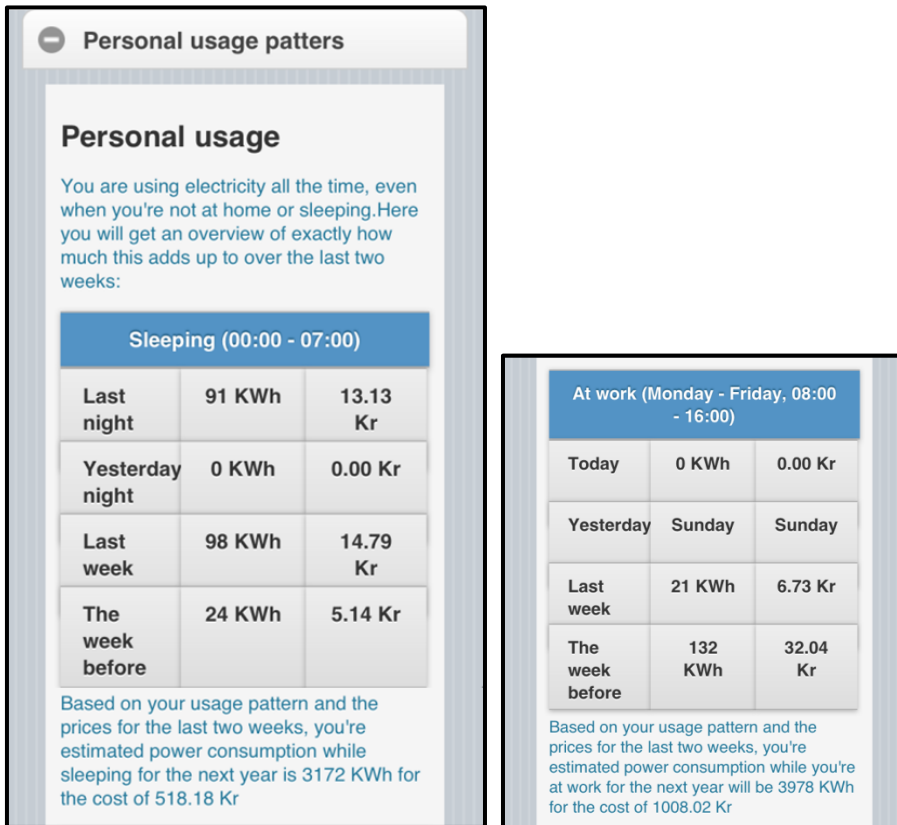 Personal usage patters
Personal usage
You are using electricity all the time, even
when you're not at home or sleeping.Here
you will get an overview of exactly how
much this adds up to over the last two
weeks:
Sleeping (00:00 - 07:00)
Last night 91 KWh 13.13 Kr
Yesterday night 0 KWh 0.00 Kr
Last week 98 KWh 14.79 Kr
The week before 24 KWh 5.14 Kr
Based on your usage pattern and the
prices for the last two weeks, you're
estimated power consumption while
sleeping for the next year is 3172 KWh for
the cost of 518.18 Kr
At work (Monday - Friday, 08:00
- 16:00)
Today 0 KWh 0.00 Kr
Yesterday Sunday Sunday
Last week 21 KWh 6.73 Kr
The week before 132 KWh 32.04 Kr
Based on your usage pattern and the
prices for the last two weeks, you're
estimated power consumption while you're
at work for the next year will be 3978 KWh
for the cost of 1008.02 Kr